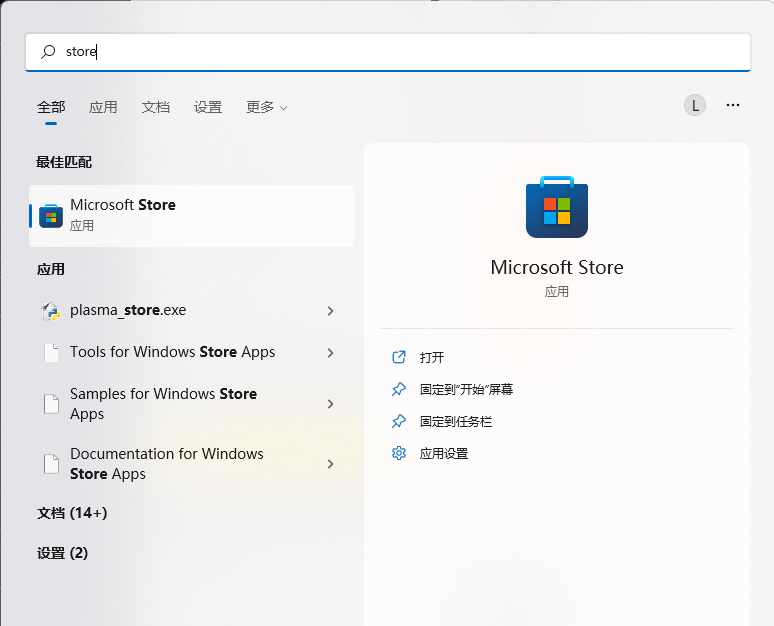 store
全部 应用 文档 设置 更多 L
最佳匹配
Microsoft Store
应用
应用
plasma_store.exe
Tools for Windows Store Apps
Samples for Windows Store
Apps
Documentation for Windows
Store Apps
文档 (14+)
设置 (2)
Microsoft Store
应用
打开
固定到"开始"屏幕
固定到任务栏
应用设置